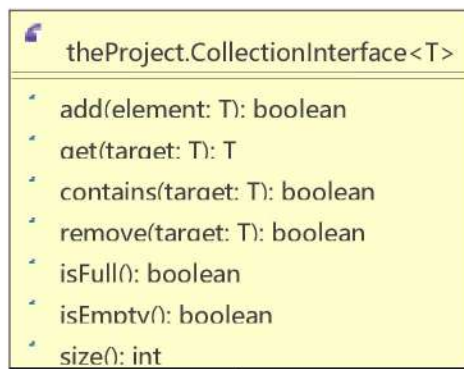 theProject.CollectionInterface<T>
add(element: T): boolean
get(target: T): T
contains(target: T): boolean
remove(target: T): boolean
isFull(): boolean
isEmpty(): boolean
size(): int